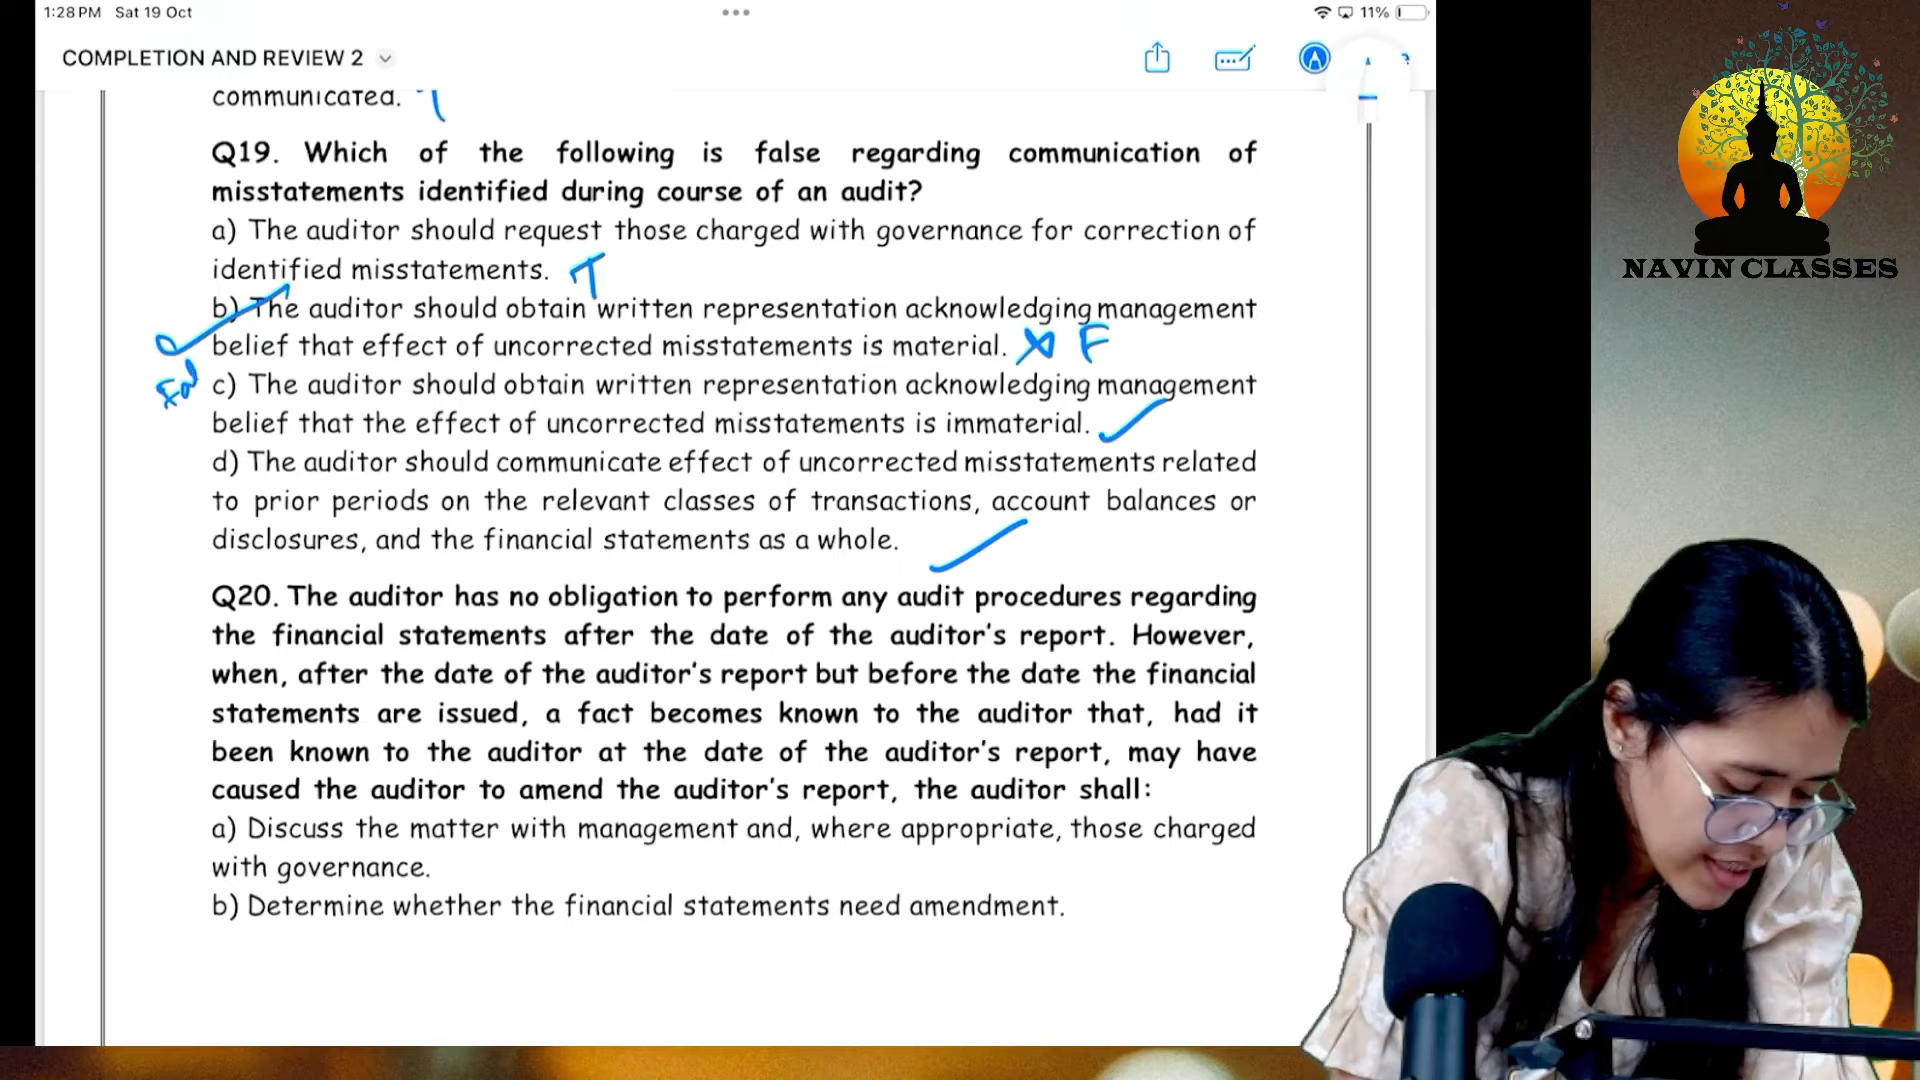 1:28 PM Sat 19 Oct
11%
COMPLETION AND REVIEW 2
communicated.
Q19. Which of the following is false regarding communication of
misstatements identified during course of an audit?
a) The auditor should request those charged with governance for correction of
identified misstatements. T
b) The auditor should obtain written representation acknowledging management
belief that effect of uncorrected misstatements is material. F
c) The auditor should obtain written representation acknowledging management
belief that the effect of uncorrected misstatements is immaterial.
d) The auditor should communicate effect of uncorrected misstatements related
to prior periods on the relevant classes of transactions, account balances or
disclosures, and the financial statements as a whole.
Q20. The auditor has no obligation to perform any audit procedures regarding
the financial statements after the date of the auditor's report. However,
when, after the date of the auditor's report but before the date the financial
statements are issued, a fact becomes known to the auditor that, had it
been known to the auditor at the date of the auditor's report, may have
caused the auditor to amend the auditor's report, the auditor shall:
a) Discuss the matter with management and, where appropriate, those charged
with governance.
b) Determine whether the financial statements need amendment.
NAVIN CLASSES